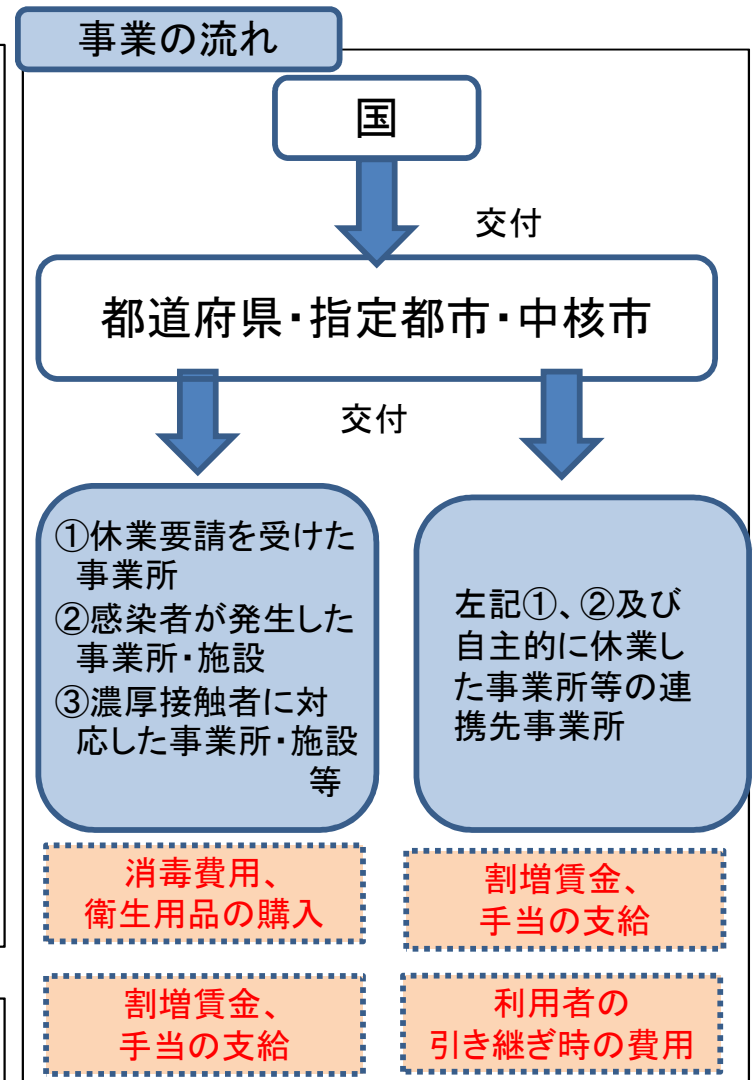 事業の流れ
国
交付
都道府県・指定都市・中核市
交付
①休業要請を受けた
事業所
②感染者が発生した
事業所・施設
③濃厚接触者に対
応した事業所・施設
等
左記①、②及び
自主的に休業し
た事業所等の連
携先事業所
消毒費用、
衛生用品の購入
割増賃金、
手当の支給
割増賃金、
手当の支給
利用者の
引き継ぎ時の費用